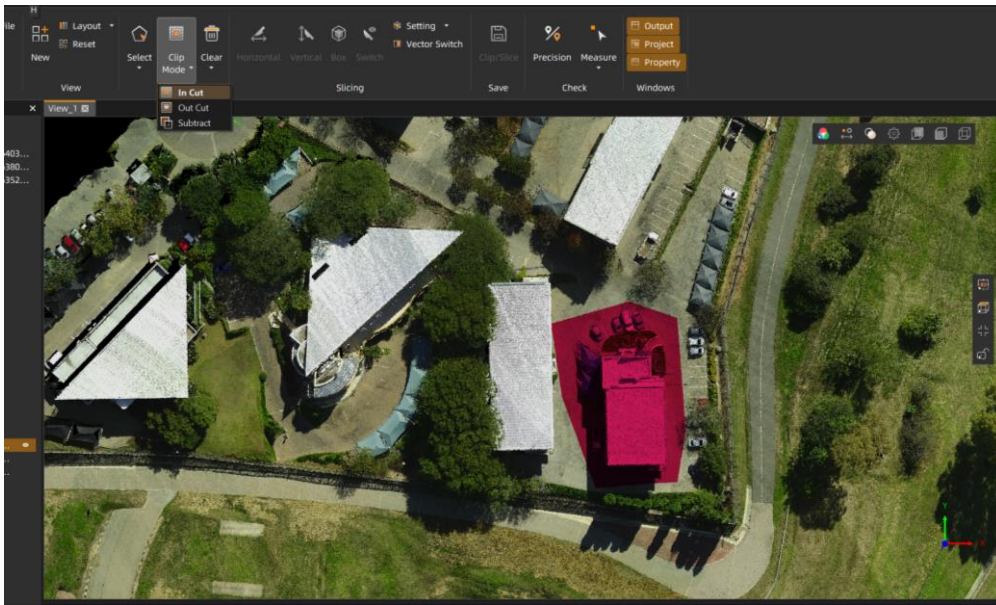 H
ile
Layout
Setting
Output
Reset
Vector Switch
Project
New
Select
Clip
Mode
Clear
Horizontal
Vertical
Box
Switch
Clip/Slice
Precision
Measure
Property
View
Slicing
Save
Check
Windows
In Cut
Out Cut
Subtract
X
View_1
403...
380...
352...
...
Y
X